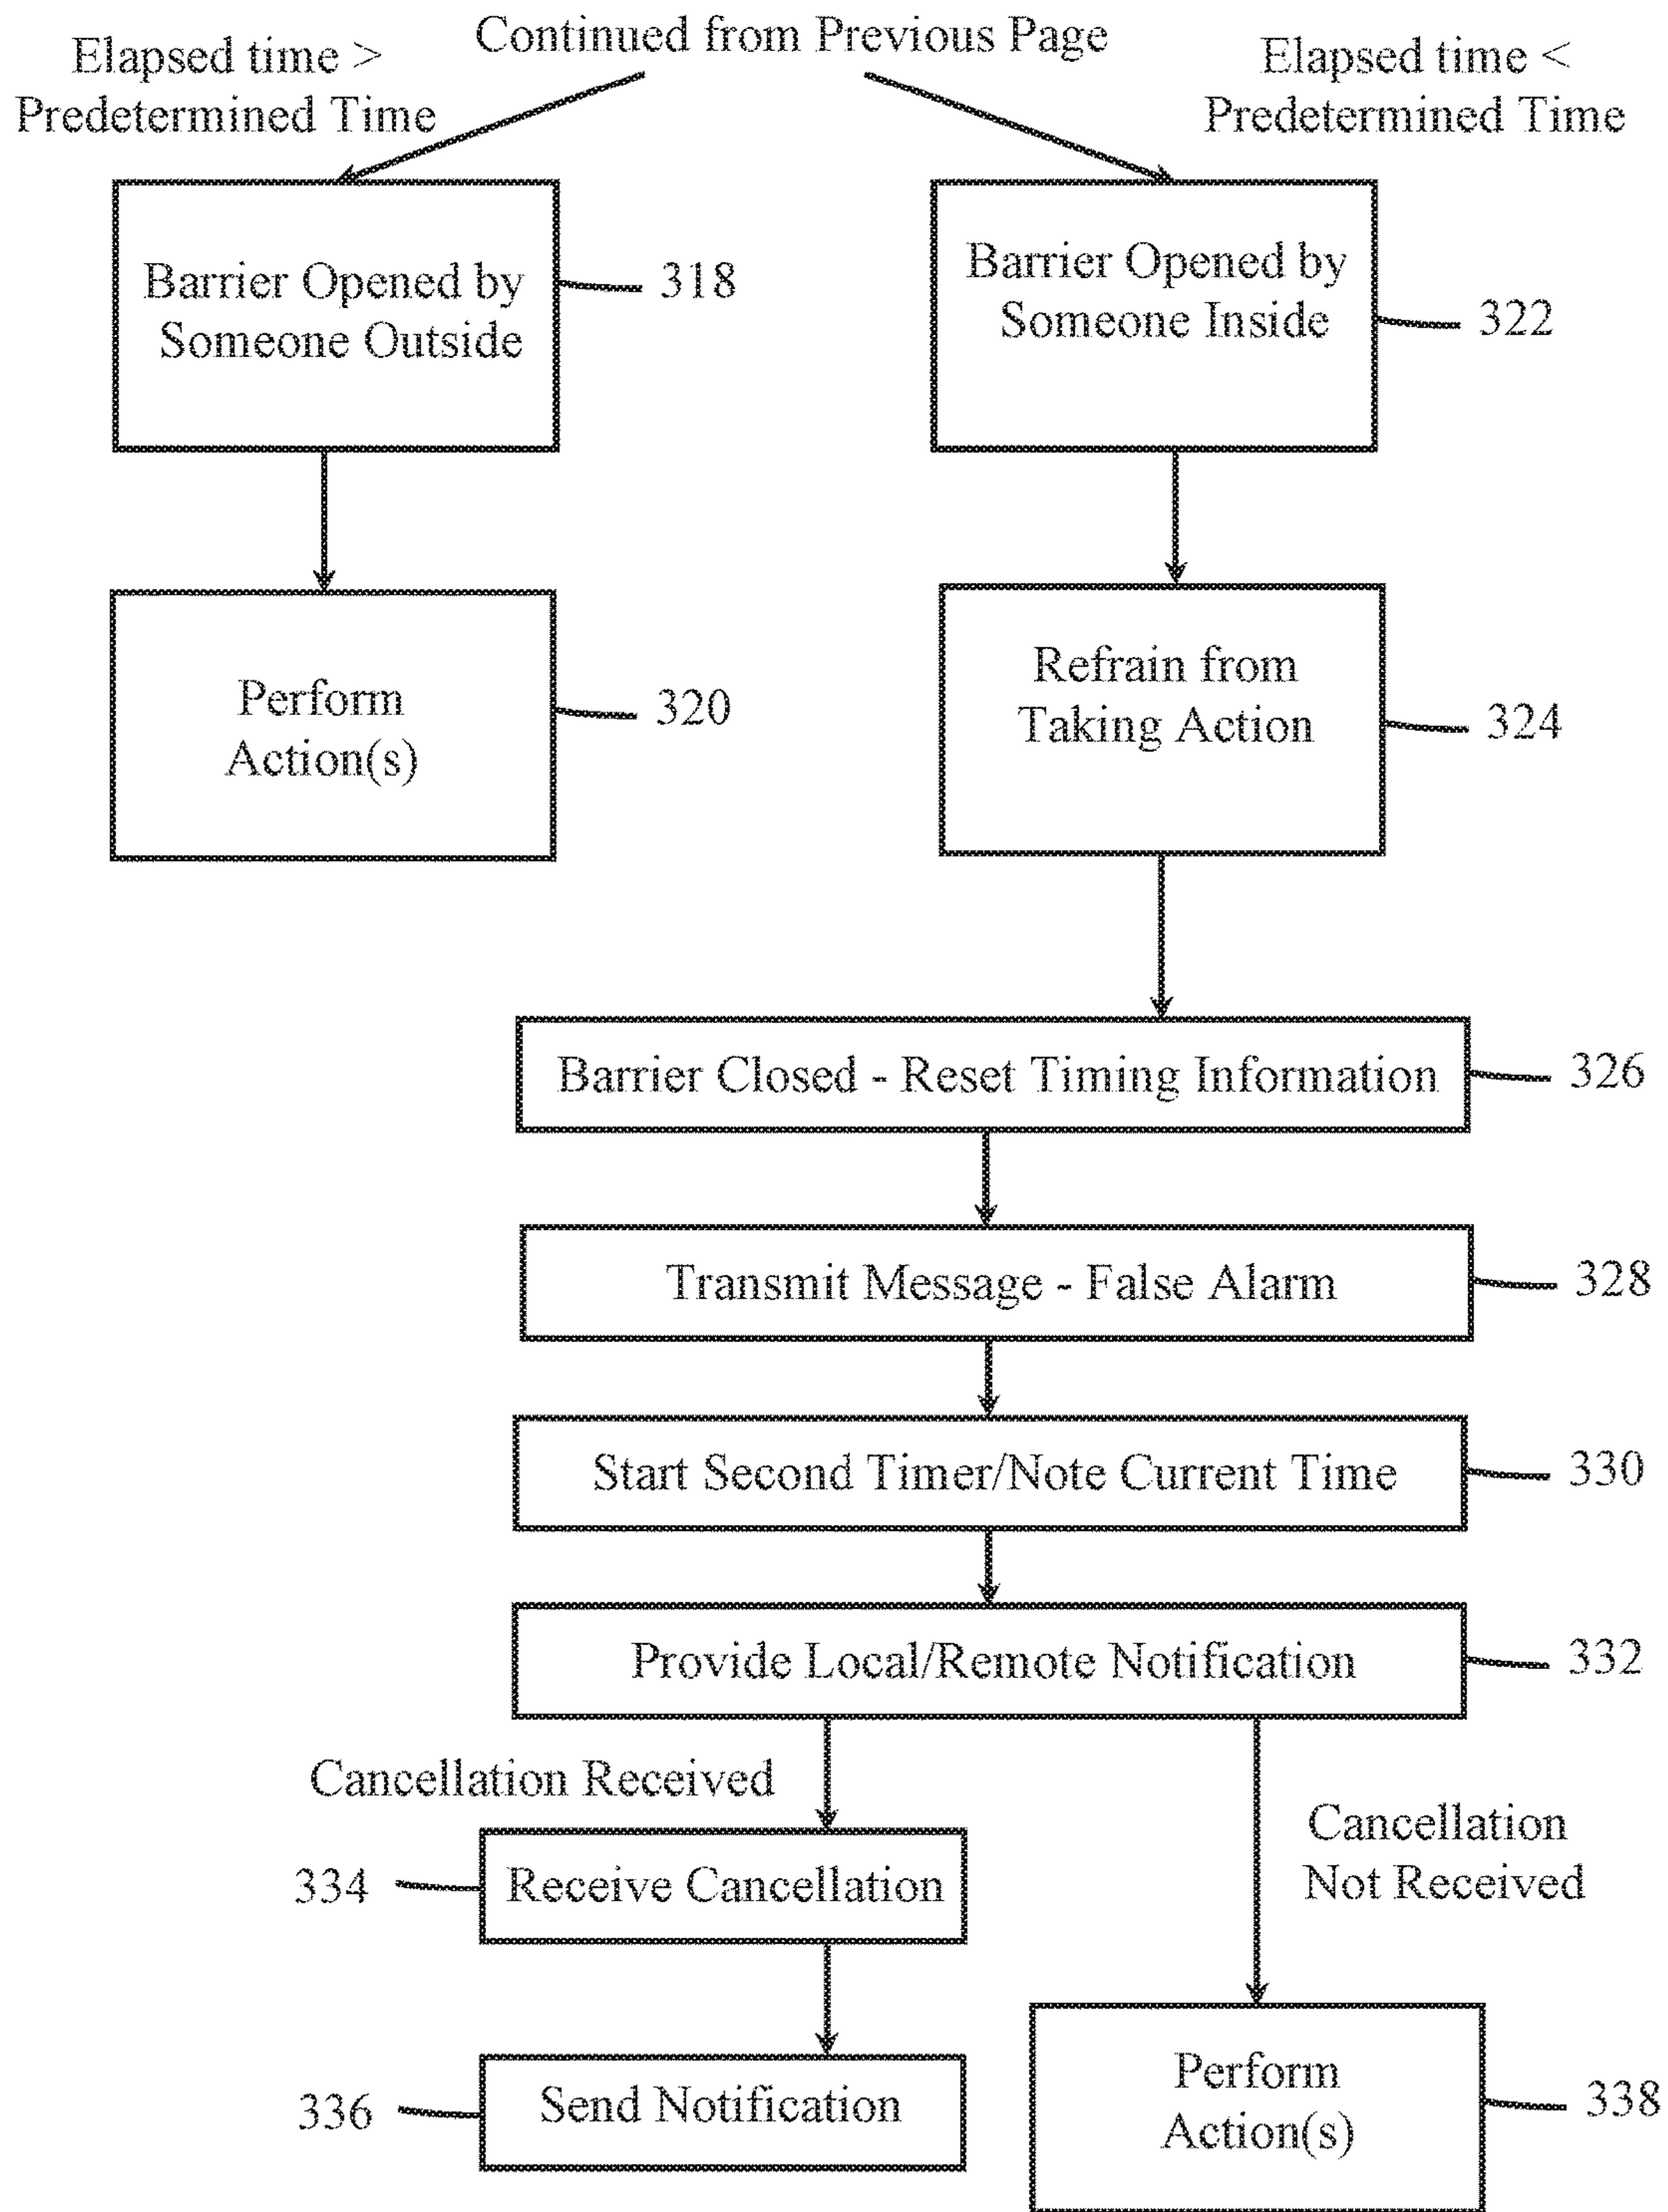 Continued from Previous Page
Elapsed time >
Predetermined Time
Elapsed time <
Predetermined Time
Barrier Opened by
Someone Outside
318
Barrier Opened by
Someone Inside
322
Perform
Action(s)
320
Refrain from
Taking Action
324
Barrier Closed - Reset Timing Information
326
Transmit Message - False Alarm
328
Start Second Timer/Note Current Time
330
Provide Local/Remote Notification
332
Cancellation Received
Cancellation
Not Received
334
Receive Cancellation
336
Send Notification
Perform
Action(s)
338